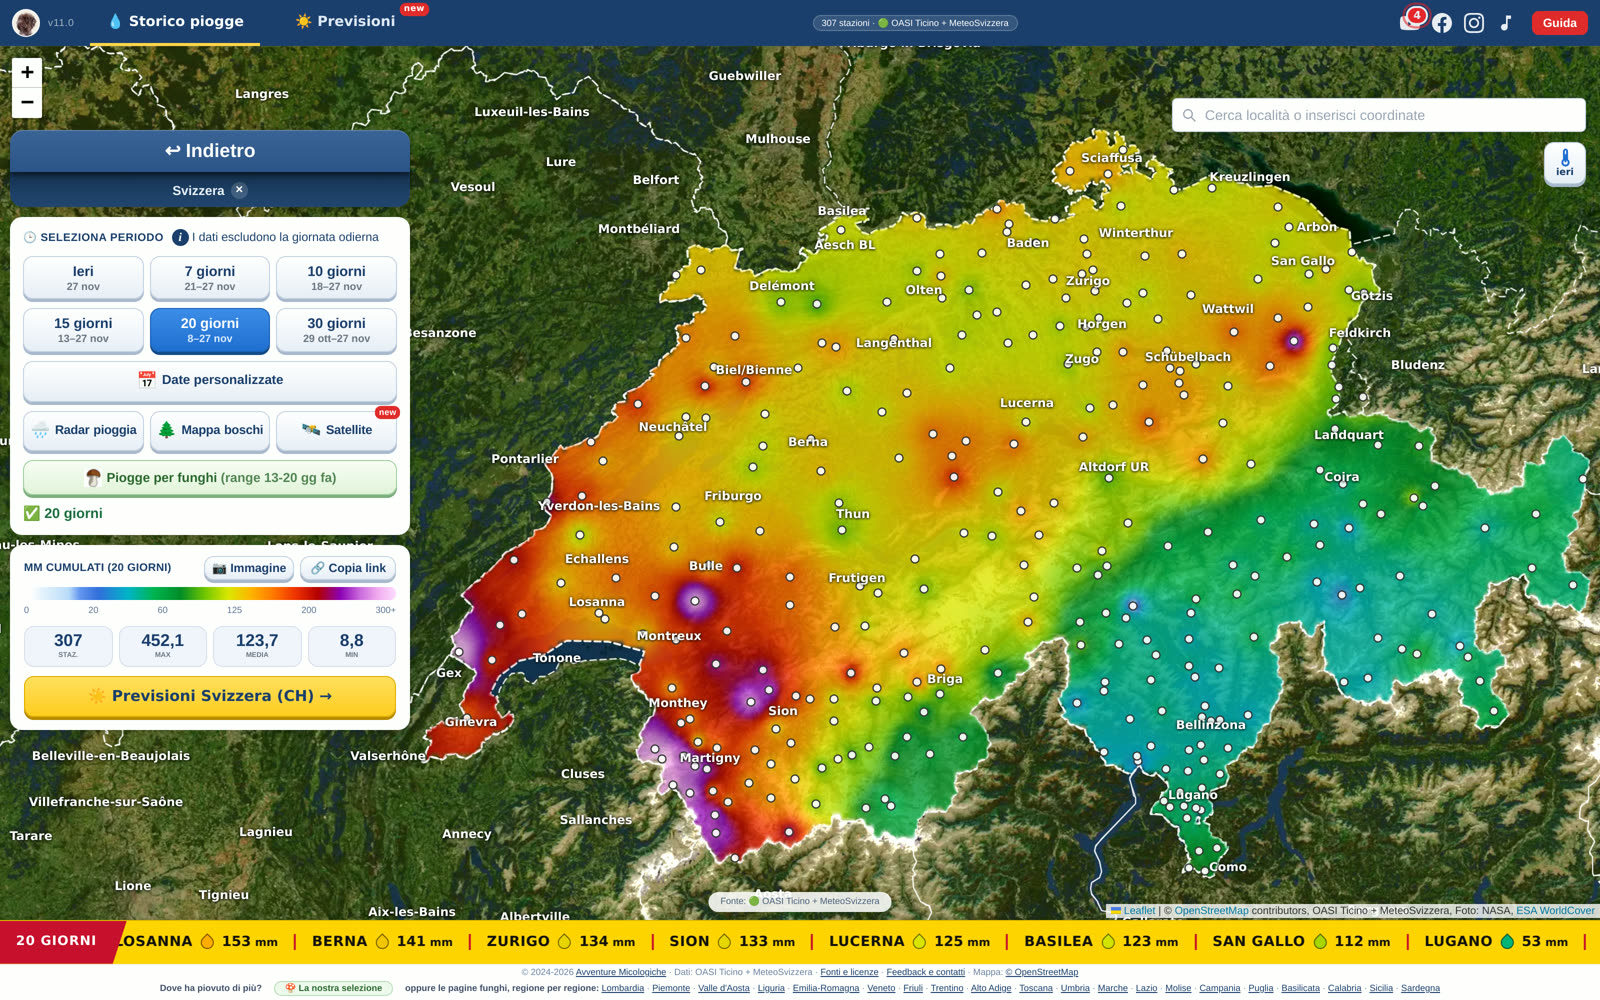 v11.0
💧 Storico piogge
☀️ Previsioni
new
307 stazioni · 🟢 OASI Ticino + MeteoSvizzera
4
Guida
+
−
↩ Indietro
Svizzera ×
Cerca località o inserisci coordinate
ieri
SELEZIONA PERIODO
i I dati escludono la giornata odierna
Ieri
27 nov
7 giorni
21–27 nov
10 giorni
18–27 nov
15 giorni
13–27 nov
20 giorni
8–27 nov
30 giorni
29 ott–27 nov
📅 Date personalizzate
Radar pioggia
Mappa boschi
Satellite
new
Piogge per funghi (range 13-20 gg fa)
✅ 20 giorni
MM CUMULATI (20 GIORNI)
Immagine
Copia link
0 20 60 125 200 300+
307
STAZ.
452,1
MAX
123,7
MEDIA
8,8
MIN
Previsioni Svizzera (CH) →
Guebwiller
Langres
Luxeuil-les-Bains
Mulhouse
Lure
Belfort
Vesoul
Montbéliard
Sciaffusa
Kreuzlingen
Basilea
Aesch BL
Baden
Winterthur
Arbon
San Gallo
Delémont
Olten
Zurigo
Götzis
Wattwil
Besanzone
Langenthal
Horgen
Feldkirch
Zugo
Schübelbach
Bludenz
Biel/Bienne
Lucerna
Neuchâtel
Berna
Landquart
Pontarlier
Altdorf UR
Coira
Yverdon-les-Bains
Friburgo
Thun
Echallens
Bulle
Frutigen
Losanna
Montreux
Tonone
Gex
Briga
Monthey
Sion
Ginevra
Bellinzona
Belleville-en-Beaujolais
Valserhône
Martigny
Cluses
Lugano
Villefranche-sur-Saône
Sallanches
Tarare
Lagnieu
Annecy
Como
Lione
Tignieu
Aix-les-Bains
Albertville
Fonte: 🟢 OASI Ticino + MeteoSvizzera
Leaflet | © OpenStreetMap contributors, OASI Ticino + MeteoSvizzera, Foto: NASA, ESA WorldCover
20 GIORNI
LOSANNA 153 mm | BERNA 141 mm | ZURIGO 134 mm | SION 133 mm | LUCERNA 125 mm | BASILEA 123 mm | SAN GALLO 112 mm | LUGANO 53 mm |
© 2024-2026 Avventure Micologiche · Dati: OASI Ticino + MeteoSvizzera · Fonti e licenze · Feedback e contatti · Mappa: © OpenStreetMap
Dove ha piovuto di più? La nostra selezione oppure le pagine funghi, regione per regione: Lombardia · Piemonte · Valle d'Aosta · Liguria · Emilia-Romagna · Veneto · Friuli · Trentino · Alto Adige · Toscana · Umbria · Marche · Lazio · Molise · Campania · Puglia · Basilicata · Calabria · Sicilia · Sardegna